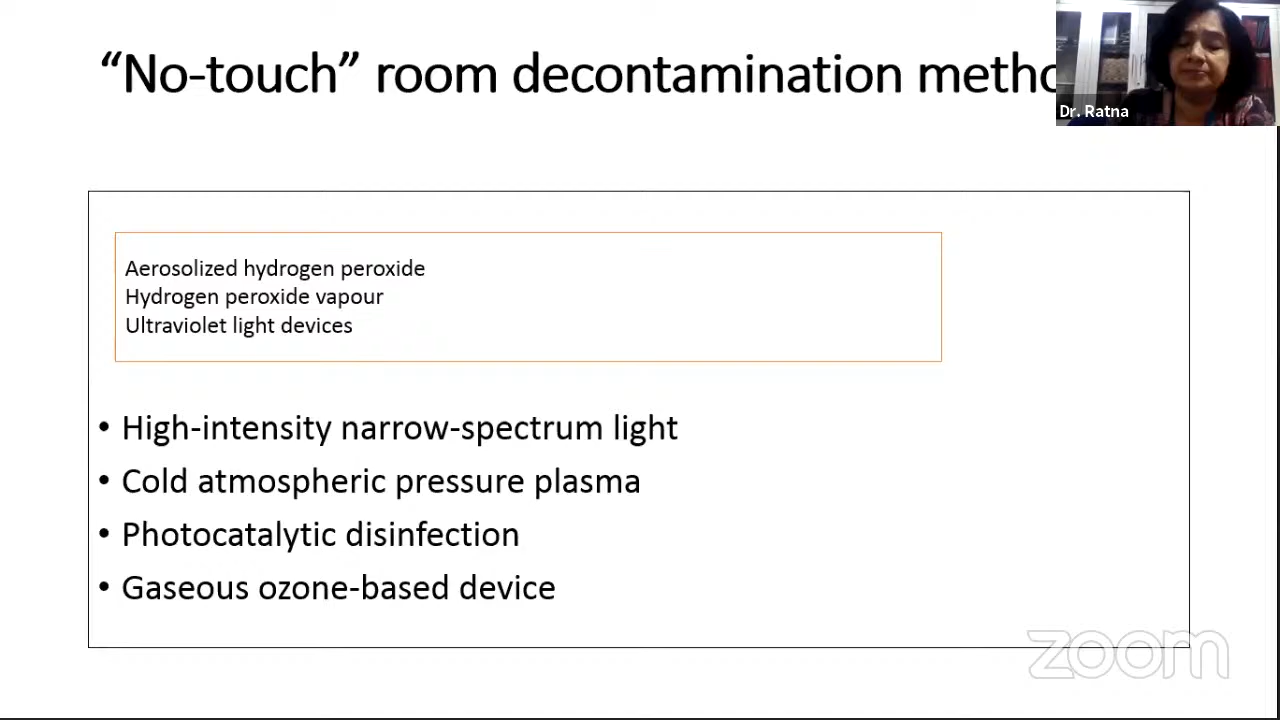 “No-touch” room decontamination metho
Dr. Ratna
Aerosolized hydrogen peroxide
Hydrogen peroxide vapour
Ultraviolet light devices
• High-intensity narrow-spectrum light
• Cold atmospheric pressure plasma
• Photocatalytic disinfection
• Gaseous ozone-based device
zoom